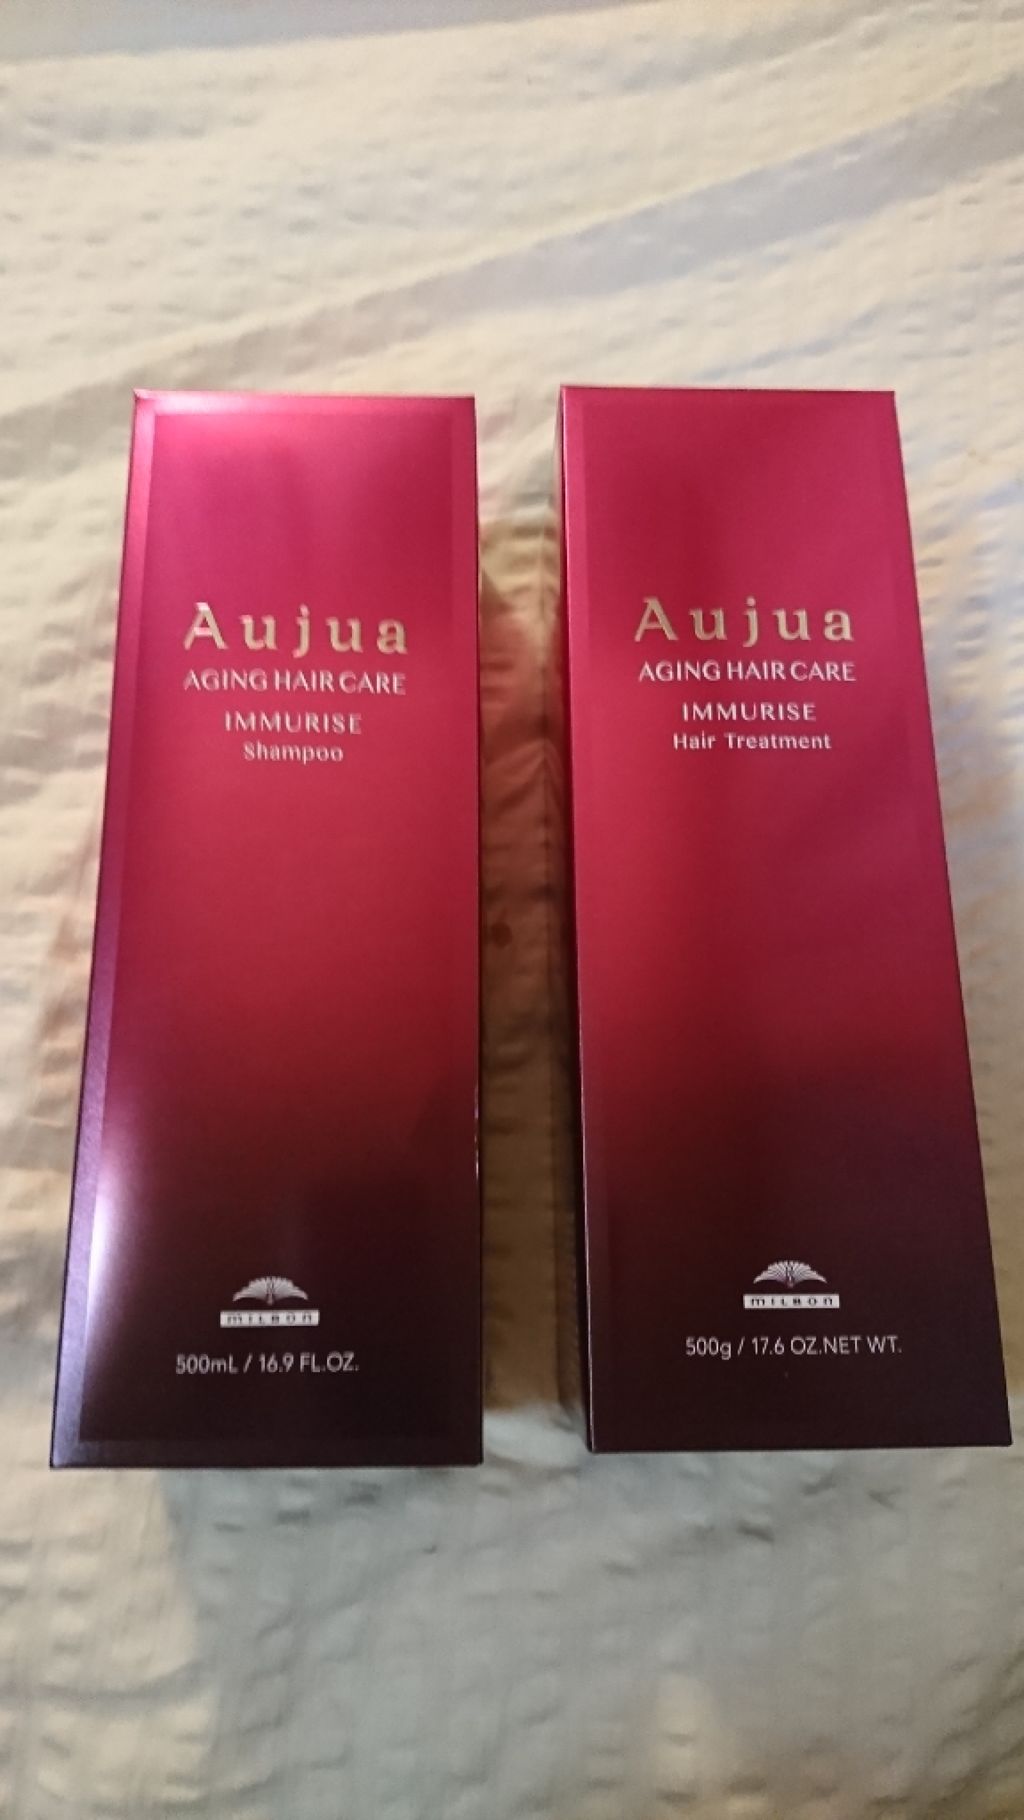 Aujua
AGING HAIR CARE
IMMURISE
Shampoo
MILBON
500mL / 16.9 FL.OZ.
Aujua
AGING HAIR CARE
IMMURISE
Hair Treatment
MILBON
500g / 17.6 OZ.NET WT.